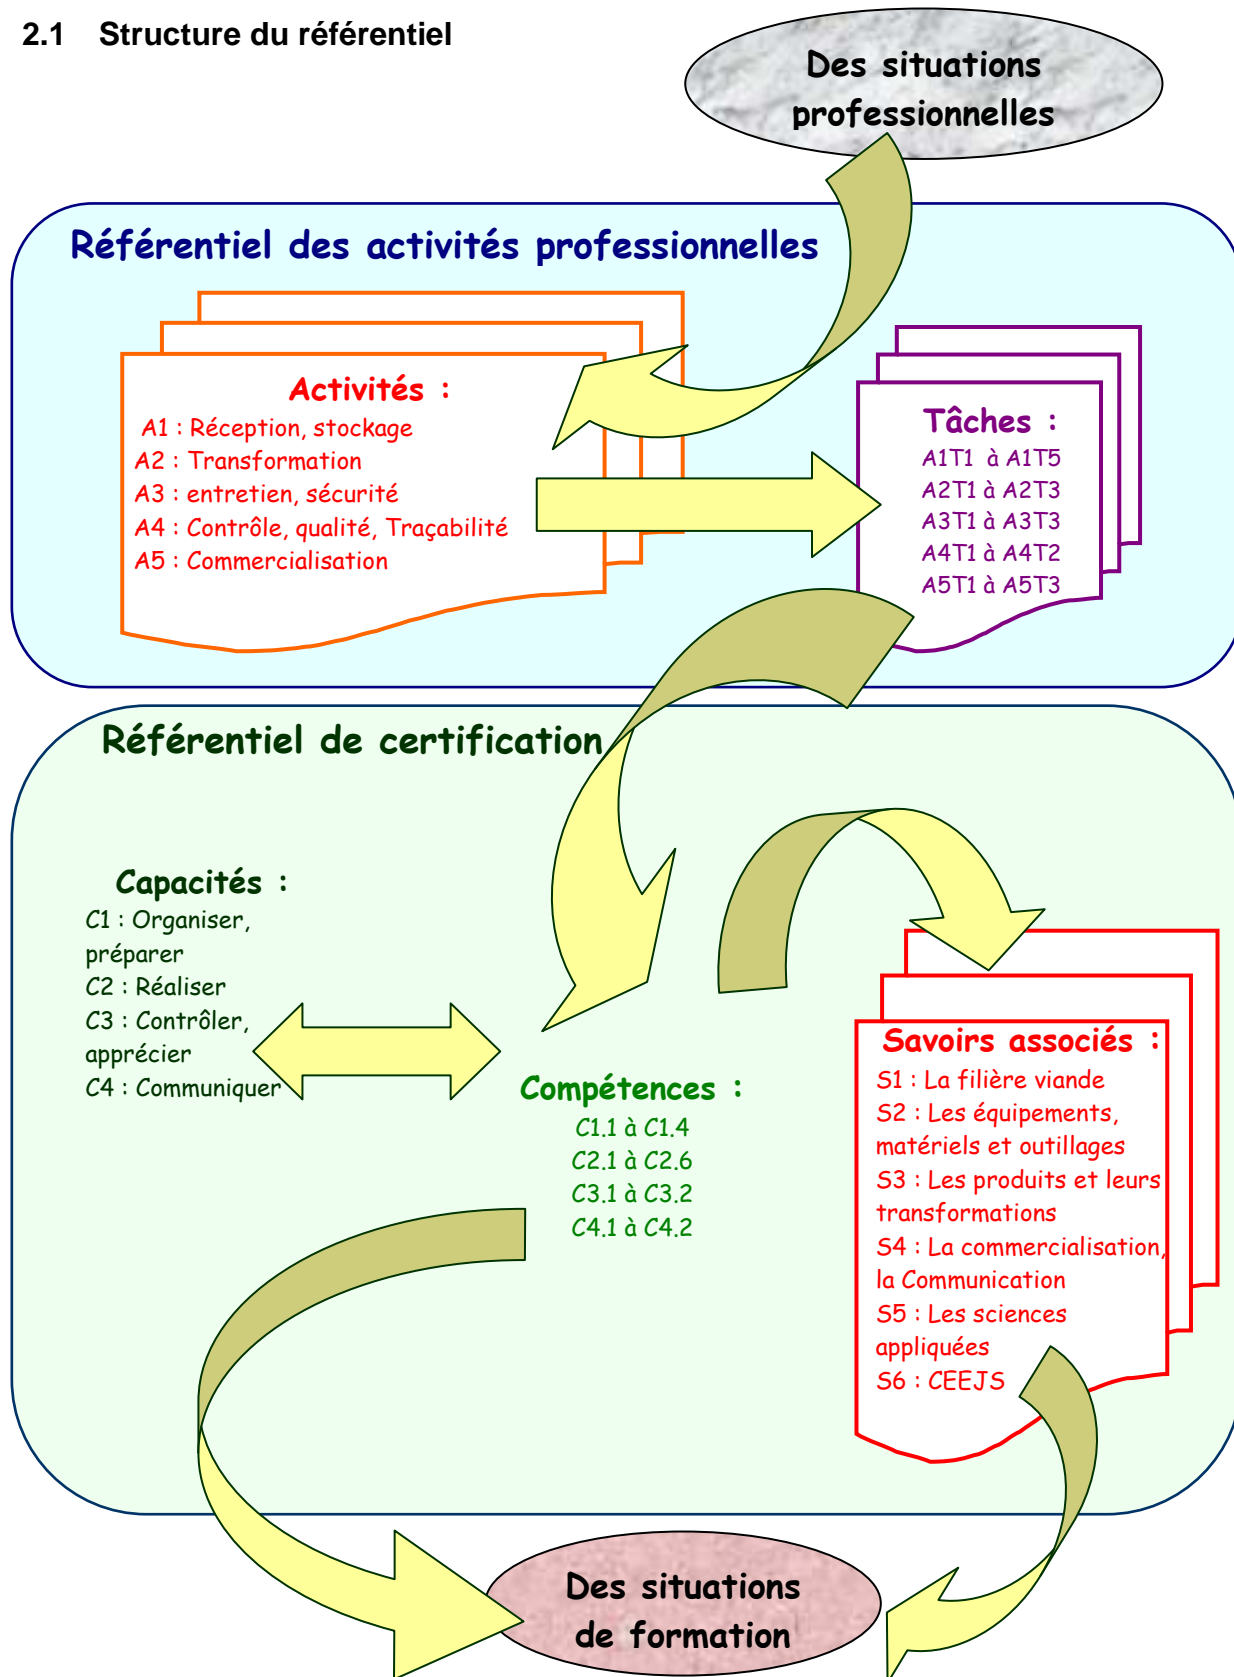 2.1 Structure du référentiel
Des situations
professionnelles
Référentiel des activités professionnelles
Activités :
A1 : Réception, stockage
A2 : Transformation
A3 : entretien, sécurité
A4 : Contrôle, qualité, Traçabilité
A5 : Commercialisation
Tâches :
A1T1 à A1T5
A2T1 à A2T3
A3T1 à A3T3
A4T1 à A4T2
A5T1 à A5T3
Référentiel de certification
Capacités :
C1 : Organiser,
préparer
C2 : Réaliser
C3 : Contrôler,
apprécier
C4 : Communiquer
Compétences :
C1.1 à C1.4
C2.1 à C2.6
C3.1 à C3.2
C4.1 à C4.2
Savoirs associés :
S1 : La filière viande
S2 : Les équipements,
matériels et outillages
S3 : Les produits et leurs
transformations
S4 : La commercialisation,
la Communication
S5 : Les sciences
appliquées
S6 : CEEJS
Des situations
de formation